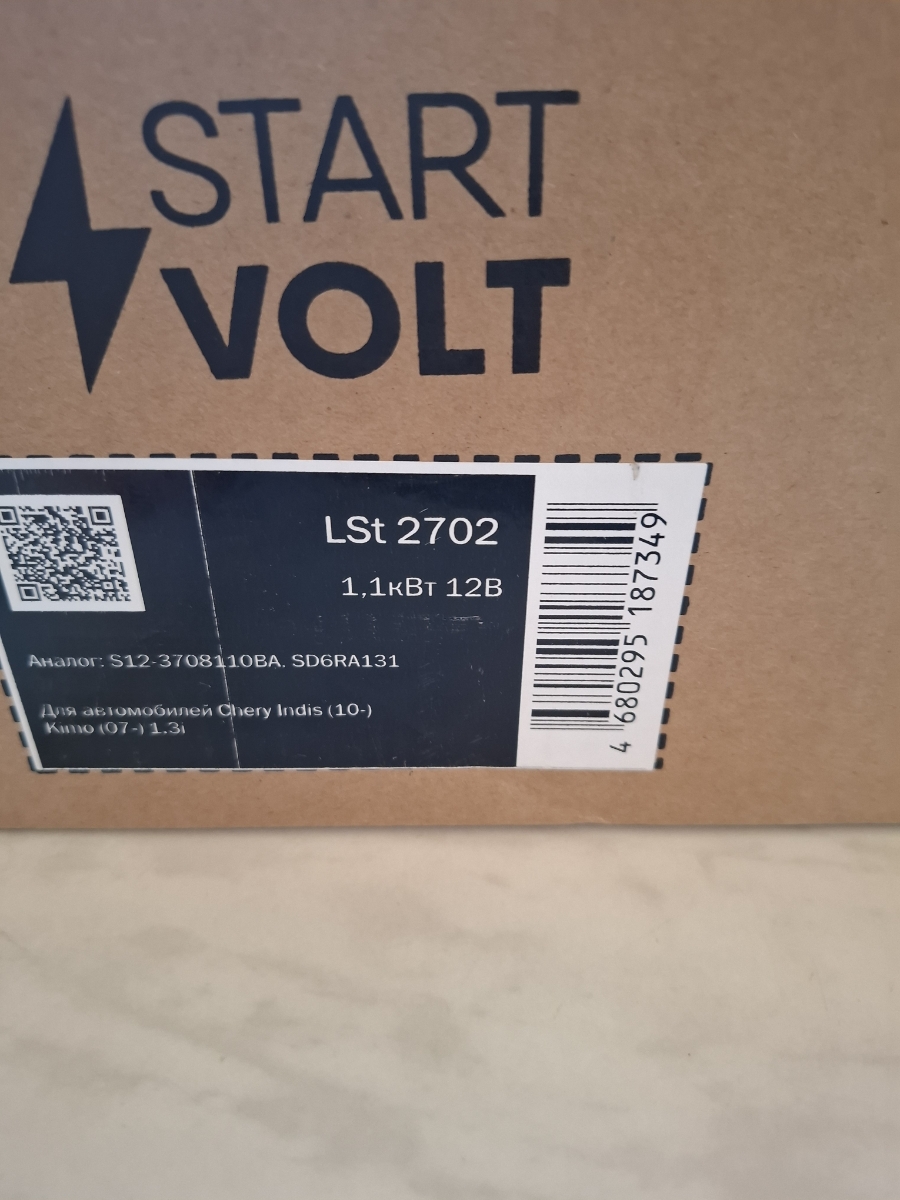 START
VOLT
LSt 2702
1,1кВт 12В
Аналог: S12-3708110BA, SD6RA131
Для автомобилей Chery Indis (10-)
Kimo (07-) 1.3i
4 680295 187349